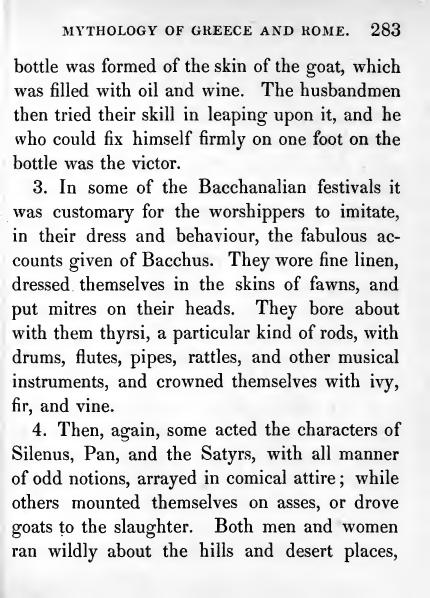 MYTHOLOGY OF GREECE AND ROME. 283
bottle was formed of the skin of the goat, which
was filled with oil and wine. The husbandmen
then tried their skill in leaping upon it, and he
who could fix himself firmly on one foot on the
bottle was the victor.
3. In some of the Bacchanalian festivals it
was customary for the worshippers to imitate,
in their dress and behaviour, the fabulous ac-
counts given of Bacchus. They wore fine linen,
dressed themselves in the skins of fawns, and
put mitres on their heads. They bore about
with them thyrsi, a particular kind of rods, with
drums, flutes, pipes, rattles, and other musical
instruments, and crowned themselves with ivy,
fir, and vine.
4. Then, again, some acted the characters of
Silenus, Pan, and the Satyrs, with all manner
of odd notions, arrayed in comical attire; while
others mounted themselves on asses, or drove
goats to the slaughter. Both men and women
ran wildly about the hills and desert places,